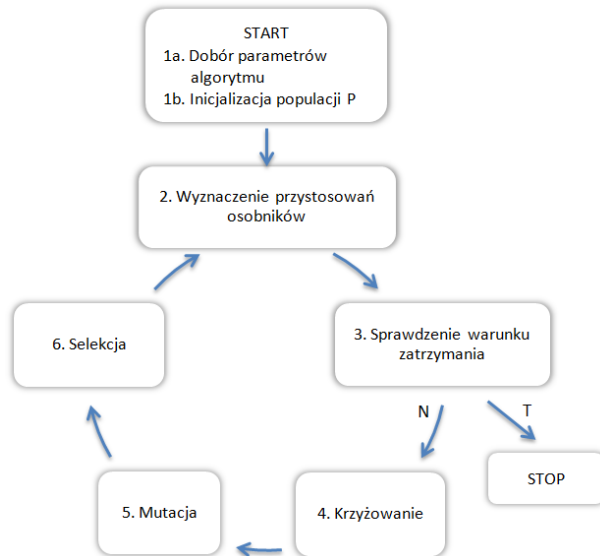 START
1a. Dobór parametrów
algorytmu
1b. Inicjalizacja populacji P
2. Wyznaczenie przystosowań
osobników
3. Sprawdzenie warunku
zatrzymania
6. Selekcja
N
T
STOP
4. Krzyżowanie
5. Mutacja